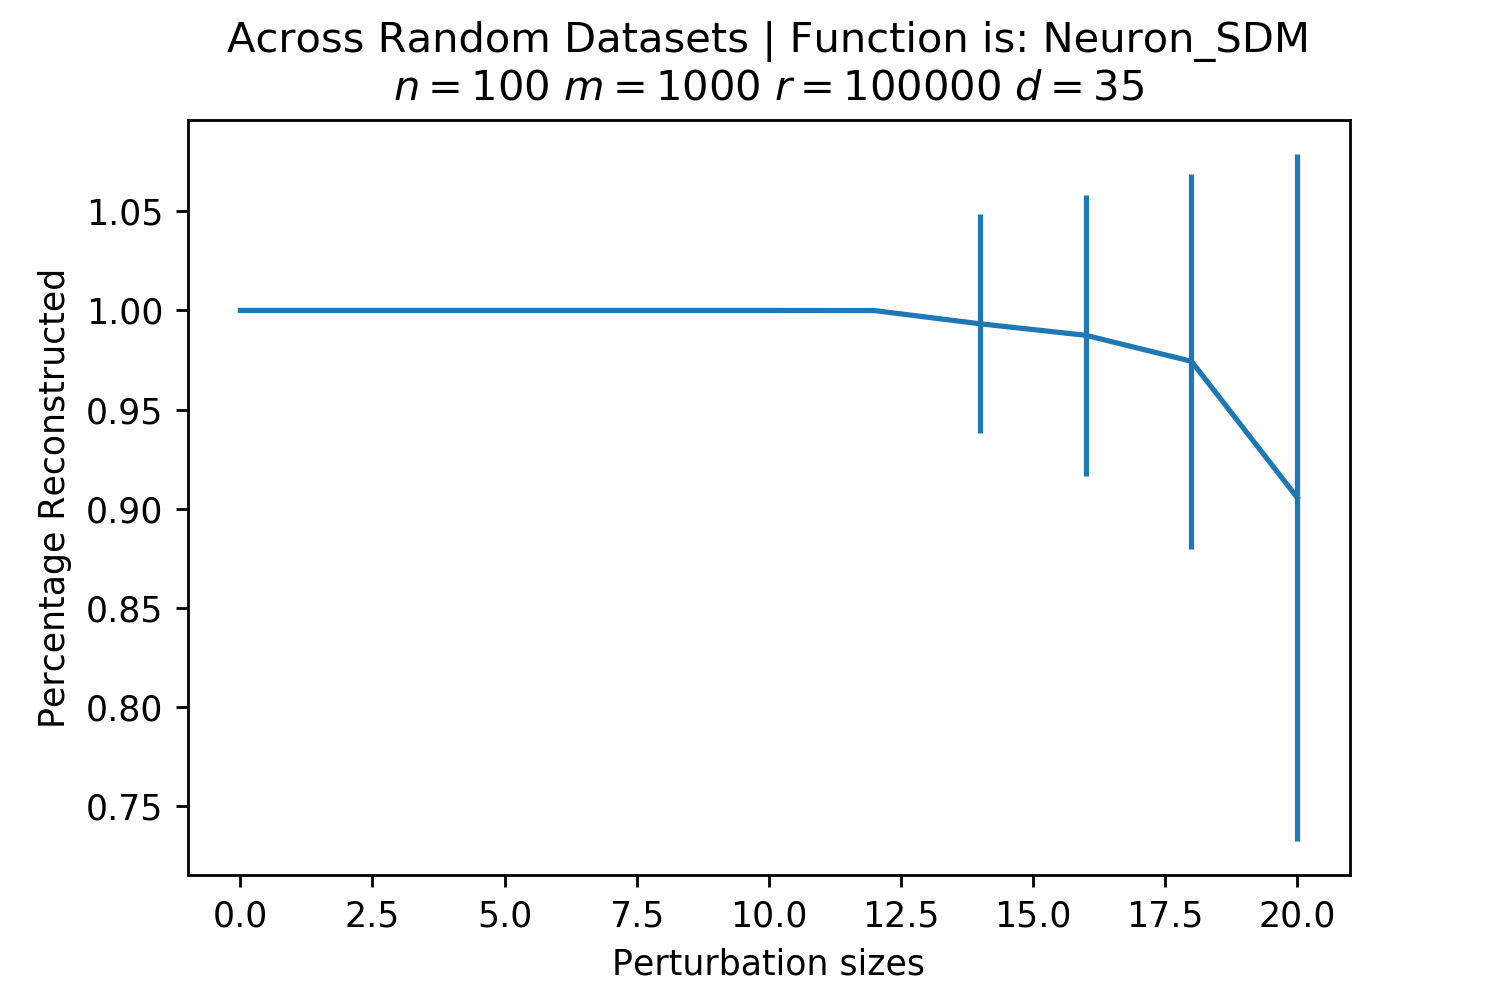 Across Random Datasets | Function is: Neuron_SDM
n = 100 m = 1000 r = 100000 d = 35
Percentage Reconstructed
1.05
1.00
0.95
0.90
0.85
0.80
0.75
0.0 2.5 5.0 7.5 10.0 12.5 15.0 17.5 20.0
Perturbation sizes